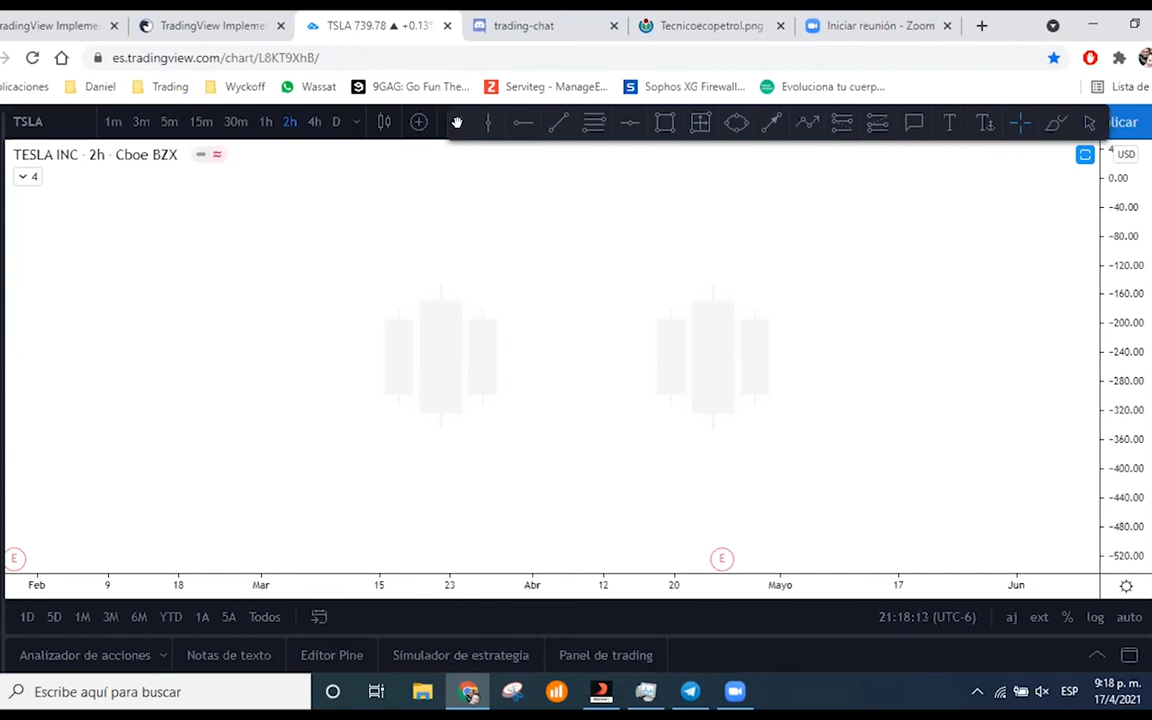 radingView Impleme
TradingView Impleme
TSLA 739.78 ▲ +0.13%
trading-chat
Tecnicoecopetrol.png
Iniciar reunión - Zoom
es.tradingview.com/chart/L8KT9XhB/
licaciones
Daniel
Trading
Wyckoff
Wassat
9GAG: Go Fun The...
Serviteg - ManageE...
Sophos XG Firewall...
Evoluciona tu cuerp...
Lista de
TSLA
1m 3m 5m 15m 30m 1h 2h 4h D
licar
TESLA INC · 2h · Cboe BZX
4
USD
4
0.00
−40.00
−80.00
−120.00
−160.00
−200.00
−240.00
−280.00
−320.00
−360.00
−400.00
−440.00
−480.00
−520.00
E
E
Feb 9 18 Mar 15 23 Abr 12 20 Mayo 17 Jun
1D 5D 1M 3M 6M YTD 1A 5A Todos
21:18:13 (UTC-6)
aj ext % log auto
Analizador de acciones
Notas de texto
Editor Pine
Simulador de estrategia
Panel de trading
Escribe aquí para buscar
ESP
9:18 p. m.
17/4/2021